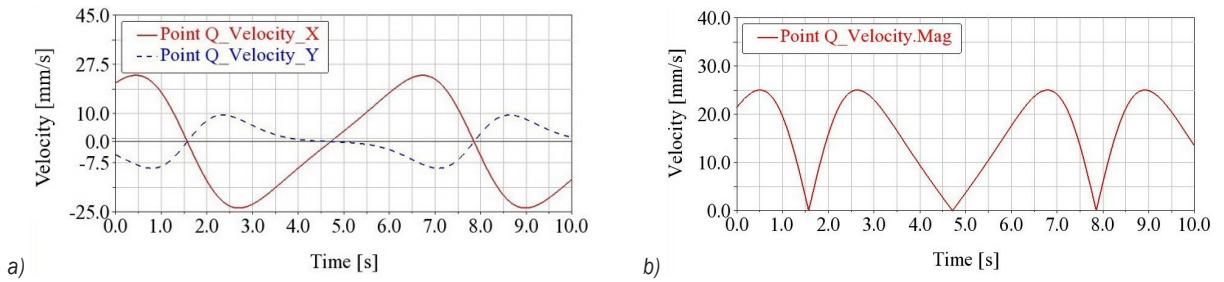 45.0
27.5
10.0
0.0
-7.5
-25.0
Velocity [mm/s]
Point Q_Velocity_X
Point Q_Velocity_Y
0.0 1.0 2.0 3.0 4.0 5.0 6.0 7.0 8.0 9.0 10.0
Time [s]
a)
40.0
30.0
20.0
10.0
0.0
Velocity [mm/s]
Point Q_Velocity.Mag
0.0 1.0 2.0 3.0 4.0 5.0 6.0 7.0 8.0 9.0 10.0
Time [s]
b)